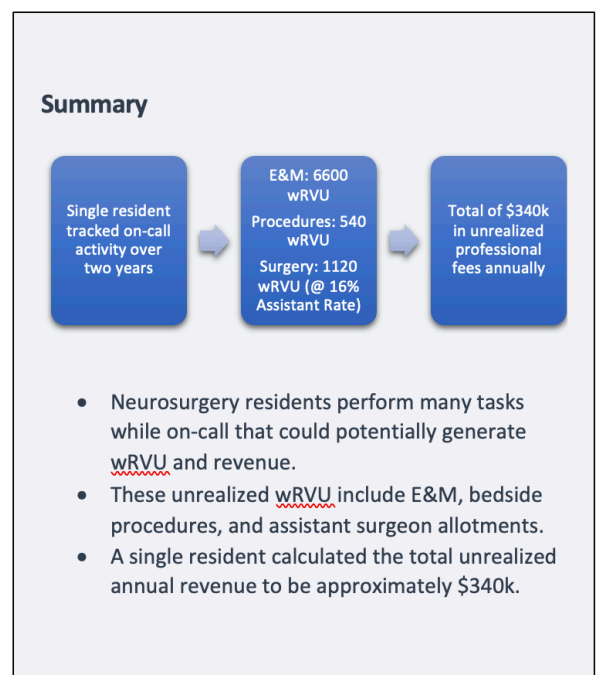 Summary
Single resident
tracked on-call
activity over
two years
E&M: 6600
wRVU
Procedures: 540
wRVU
Surgery: 1120
wRVU (@ 16%
Assistant Rate)
Total of $340k
in unrealized
professional
fees annually
• Neurosurgery residents perform many tasks
while on-call that could potentially generate
wRVU and revenue.
• These unrealized wRVU include E&M, bedside
procedures, and assistant surgeon allotments.
• A single resident calculated the total unrealized
annual revenue to be approximately $340k.